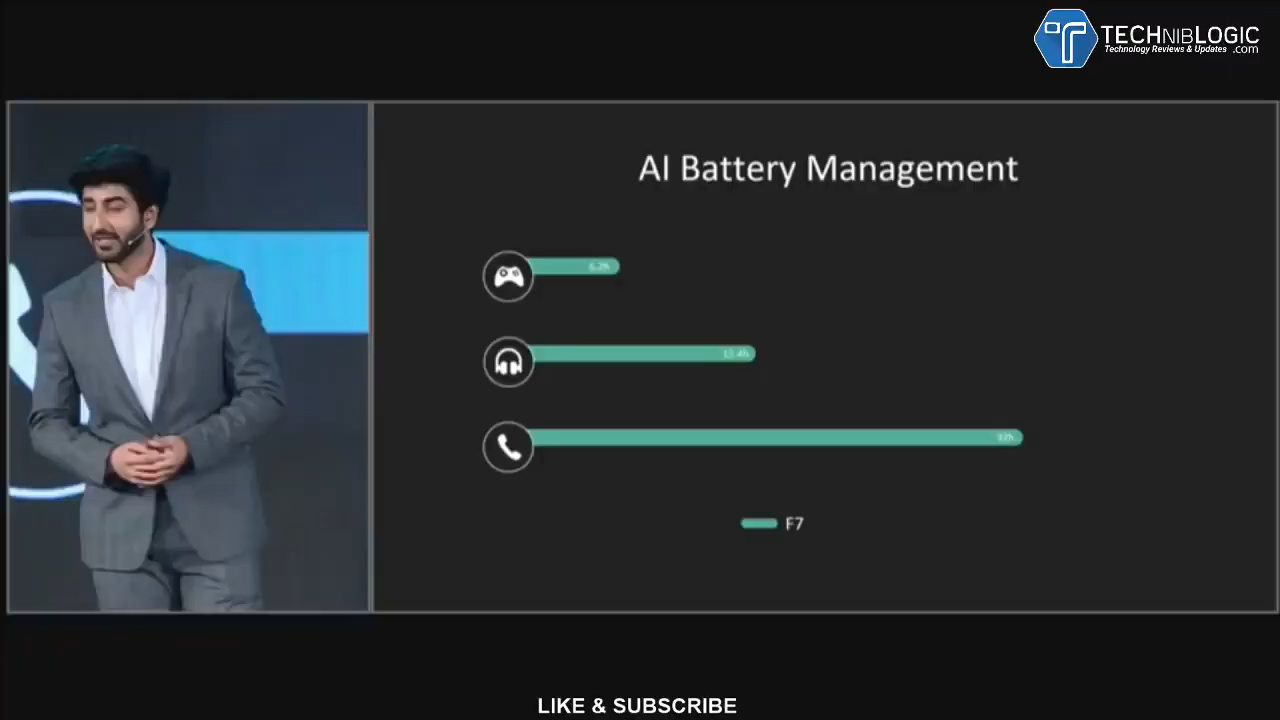 TECHNIBLOGIC
Technology Reviews & Updates .com
AI Battery Management
F7
LIKE & SUBSCRIBE